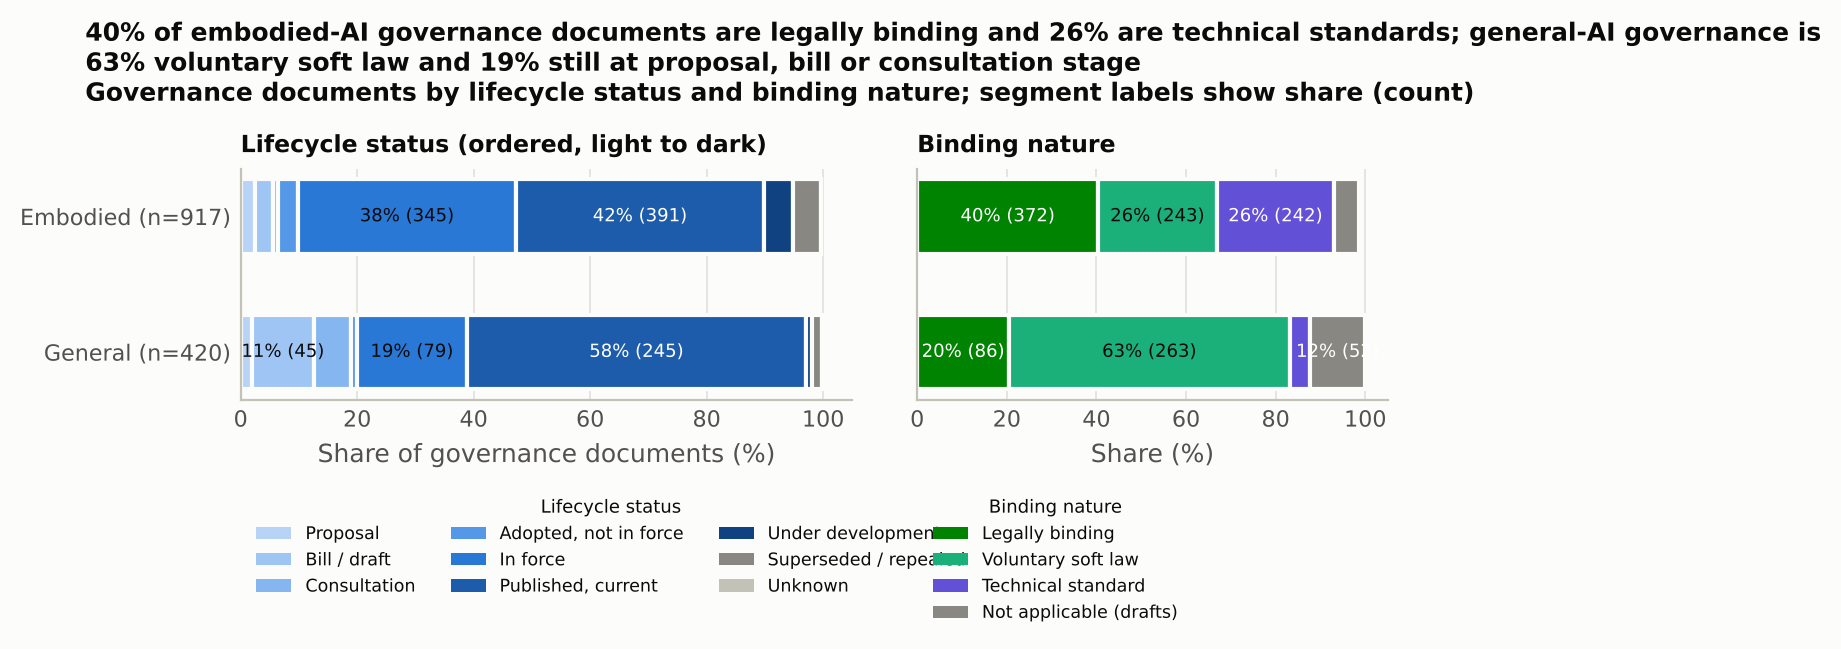 40% of embodied-AI governance documents are legally binding and 26% are technical standards; general-AI governance is
63% voluntary soft law and 19% still at proposal, bill or consultation stage
Governance documents by lifecycle status and binding nature; segment labels show share (count)
Lifecycle status (ordered, light to dark)
Binding nature
Embodied (n=917)
38% (345)
42% (391)
40% (372)
26% (243)
26% (242)
General (n=420)
11% (45)
19% (79)
58% (245)
20% (86)
63% (263)
12% (5
0 20 40 60 80 100
0 20 40 60 80 100
Share of governance documents (%)
Share (%)
Lifecycle status
Proposal
Bill / draft
Consultation
Adopted, not in force
In force
Published, current
Under development
Superseded /
Unknown
Binding nature
Legally binding
Voluntary soft law
Technical standard
Not applicable (drafts)